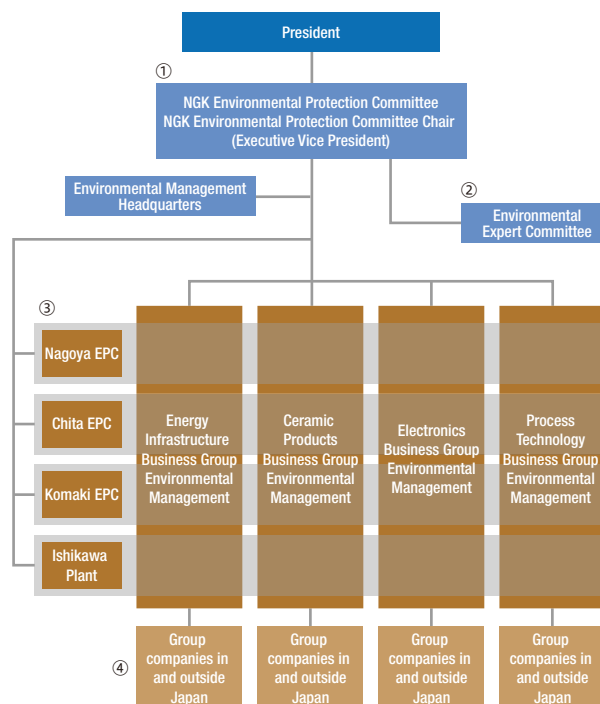 President
①
NGK Environmental Protection Committee
NGK Environmental Protection Committee Chair
(Executive Vice President)
Environmental Management
Headquarters
②
Environmental
Expert Committee
③
Nagoya EPC
Chita EPC
Komaki EPC
Ishikawa
Plant
Energy
Infrastructure
Business Group
Environmental
Management
Ceramic
Products
Business Group
Environmental
Management
Electronics
Business Group
Environmental
Management
Process
Technology
Business Group
Environmental
Management
④
Group
companies in
and outside
Japan
Group
companies in
and outside
Japan
Group
companies in
and outside
Japan
Group
companies in
and outside
Japan